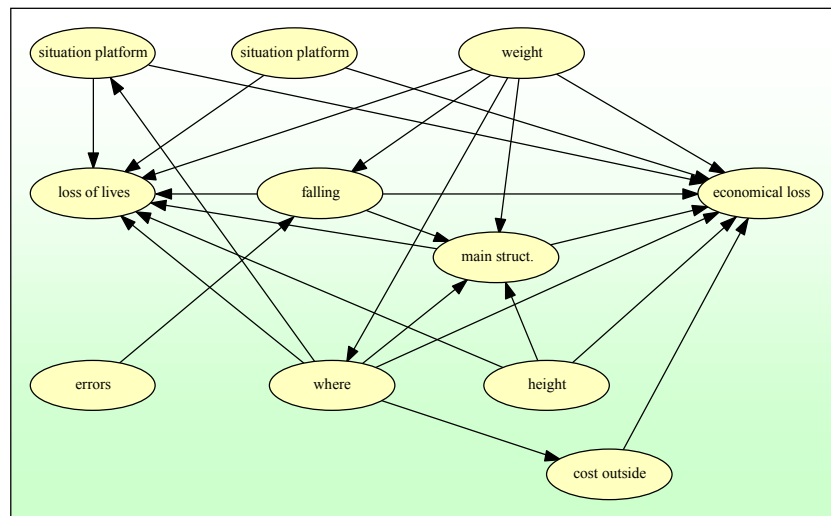 situation platform
situation platform
weight
loss of lives
falling
economical loss
main struct.
errors
where
height
cost outside